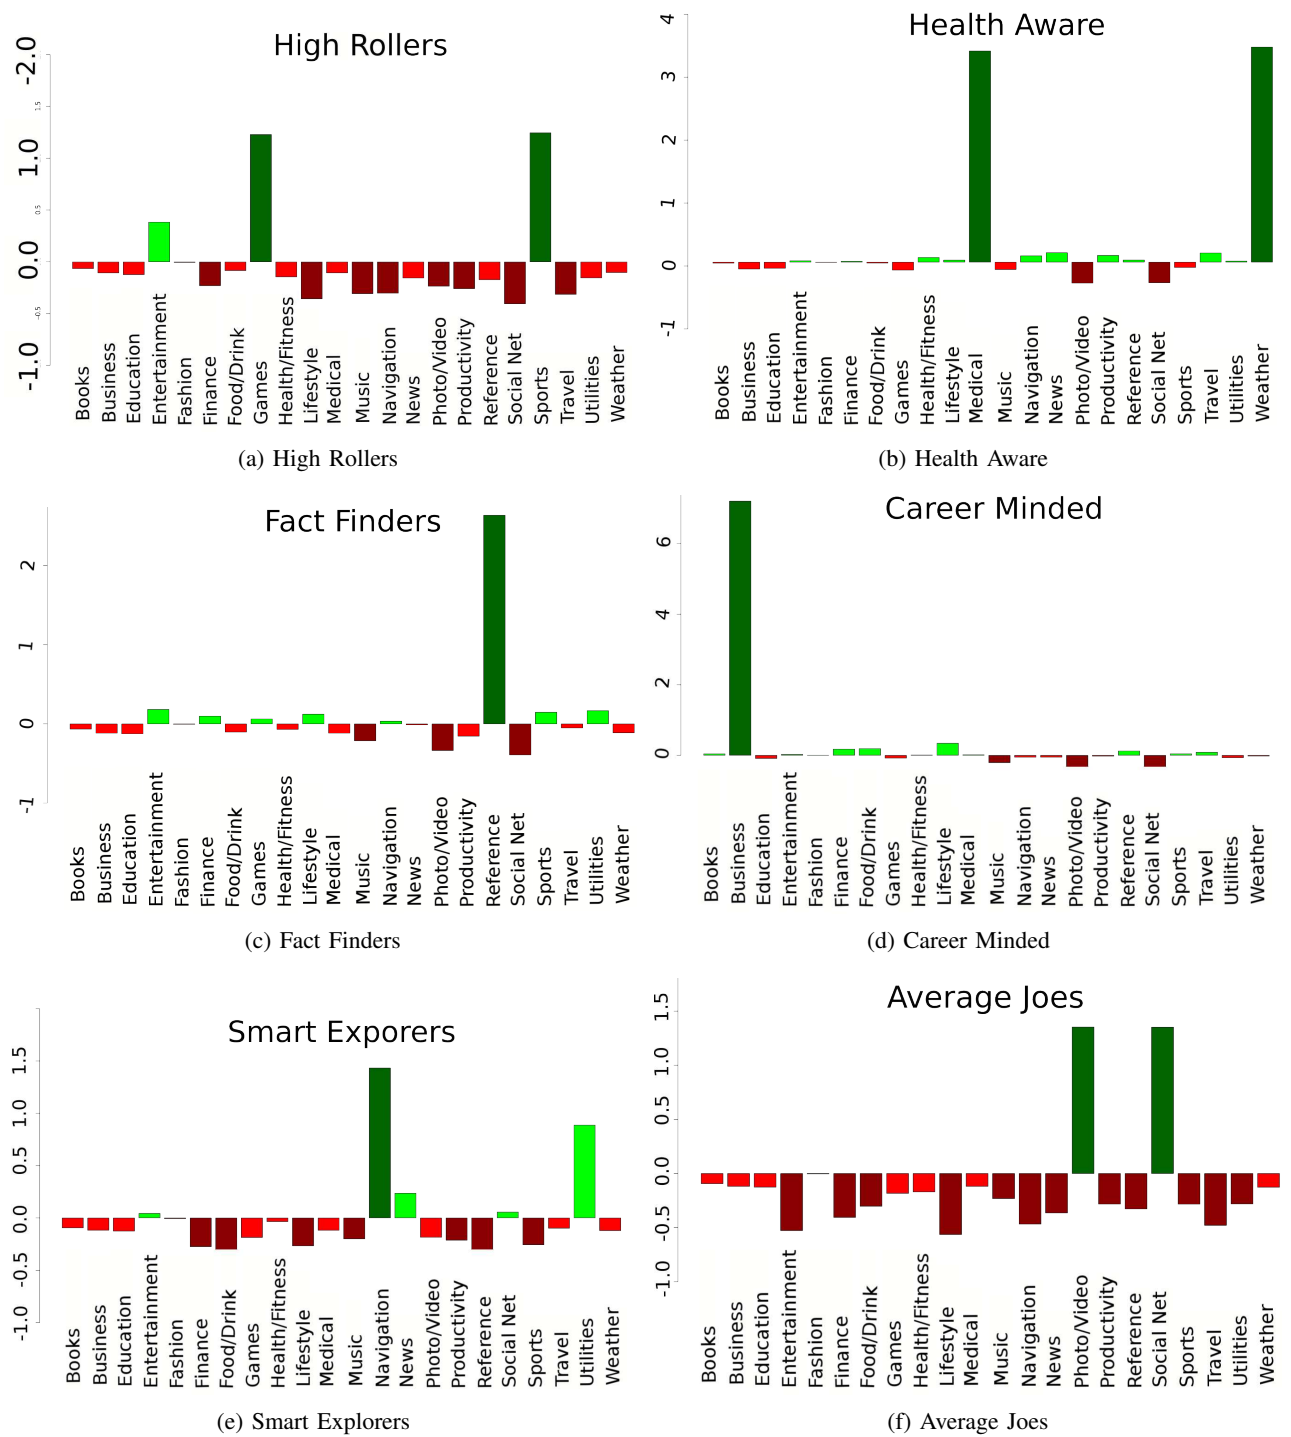 High Rollers
-2.0
1.5
1.0
0.5
0.0
-0.5
-1.0
Books
Business
Education
Entertainment
Fashion
Finance
Food/Drink
Games
Health/Fitness
Lifestyle
Medical
Music
Navigation
News
Photo/Video
Productivity
Reference
Social Net
Sports
Travel
Utilities
Weather
(a) High Rollers
Health Aware
4
3
2
1
0
-1
Books
Business
Education
Entertainment
Fashion
Finance
Food/Drink
Games
Health/Fitness
Lifestyle
Medical
Music
Navigation
News
Photo/Video
Productivity
Reference
Social Net
Sports
Travel
Utilities
Weather
(b) Health Aware
Fact Finders
2
1
0
-1
Books
Business
Education
Entertainment
Fashion
Finance
Food/Drink
Games
Health/Fitness
Lifestyle
Medical
Music
Navigation
News
Photo/Video
Productivity
Reference
Social Net
Sports
Travel
Utilities
Weather
(c) Fact Finders
Career Minded
6
4
2
0
Books
Business
Education
Entertainment
Fashion
Finance
Food/Drink
Games
Health/Fitness
Lifestyle
Medical
Music
Navigation
News
Photo/Video
Productivity
Reference
Social Net
Sports
Travel
Utilities
Weather
(d) Career Minded
Smart Exporers
1.5
1.0
0.5
0.0
-0.5
-1.0
Books
Business
Education
Entertainment
Fashion
Finance
Food/Drink
Games
Health/Fitness
Lifestyle
Medical
Music
Navigation
News
Photo/Video
Productivity
Reference
Social Net
Sports
Travel
Utilities
Weather
(e) Smart Explorers
Average Joes
1.5
1.0
0.5
0.0
-0.5
-1.0
Books
Business
Education
Entertainment
Fashion
Finance
Food/Drink
Games
Health/Fitness
Lifestyle
Medical
Music
Navigation
News
Photo/Video
Productivity
Reference
Social Net
Sports
Travel
Utilities
Weather
(f) Average Joes